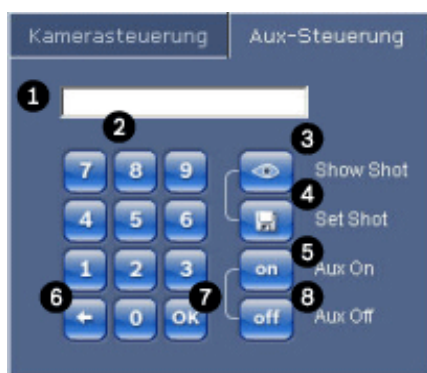 Kamerasteuerung Aux-Steuerung
1
2
3
7 8 9 Show Shot
4
4 5 6 Set Shot
5
1 2 3 on Aux On
6 7 8
0 OK off Aux Off